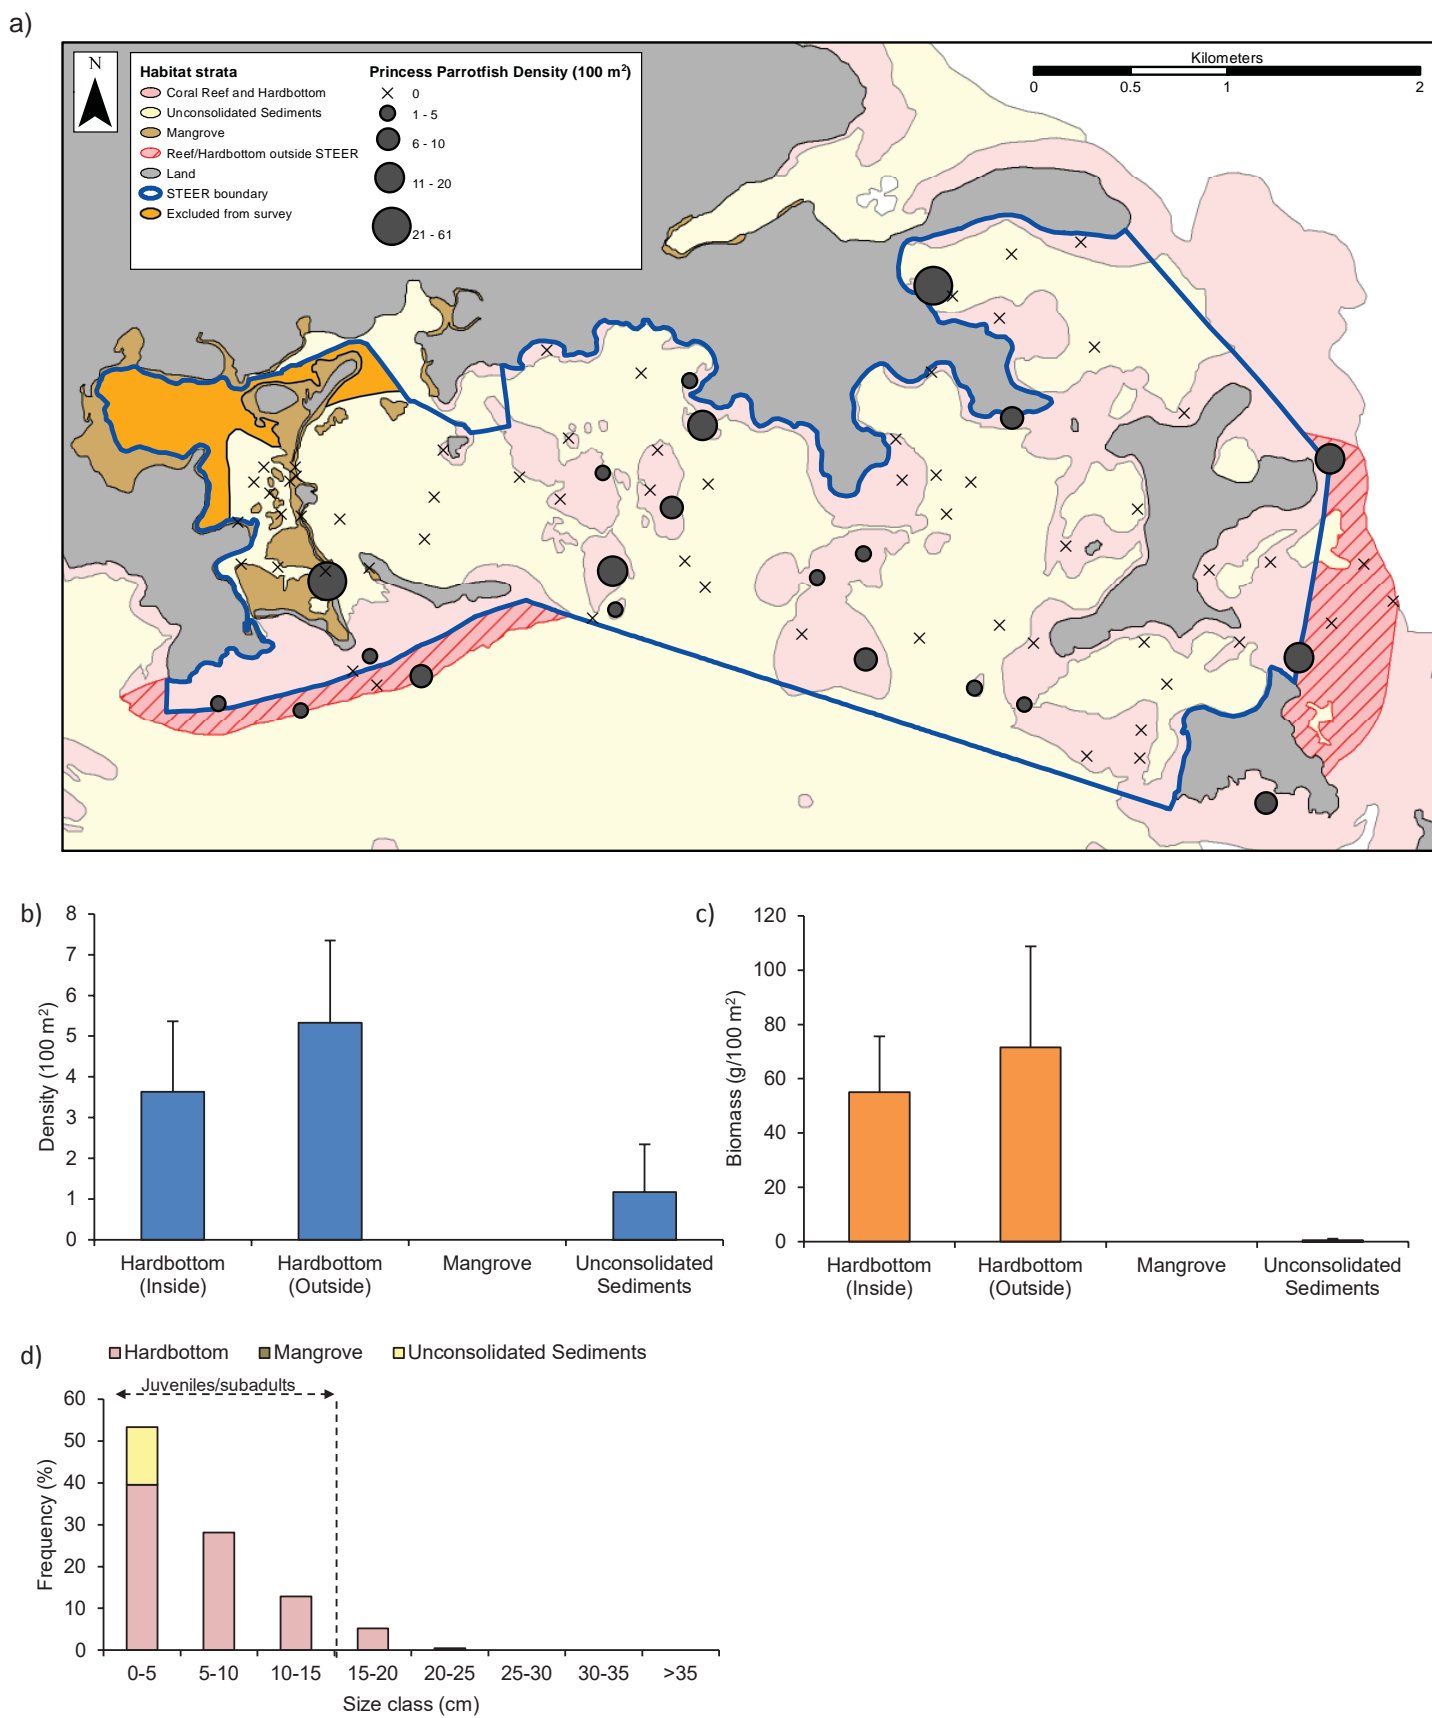 a)
N
Habitat strata
Coral Reef and Hardbottom
Unconsolidated Sediments
Mangrove
Reef/Hardbottom outside STEER
Land
STEER boundary
Excluded from survey
Princess Parrotfish Density (100 m²)
0
1 - 5
6 - 10
11 - 20
21 - 61
Kilometers
0 0.5 1 2
b)
Density (100 m²)
8
7
6
5
4
3
2
1
0
Hardbottom (Inside)
Hardbottom (Outside)
Mangrove
Unconsolidated Sediments
c)
Biomass (g/100 m²)
120
100
80
60
40
20
0
Hardbottom (Inside)
Hardbottom (Outside)
Mangrove
Unconsolidated Sediments
d)
Hardbottom Mangrove Unconsolidated Sediments
Juveniles/subadults
Frequency (%)
60
50
40
30
20
10
0
0-5 5-10 10-15 15-20 20-25 25-30 30-35 >35
Size class (cm)